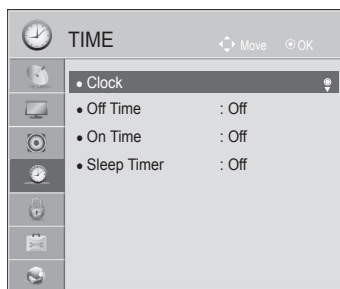 TIME Move OK
• Clock
• Off Time : Off
• On Time : Off
• Sleep Timer : Off